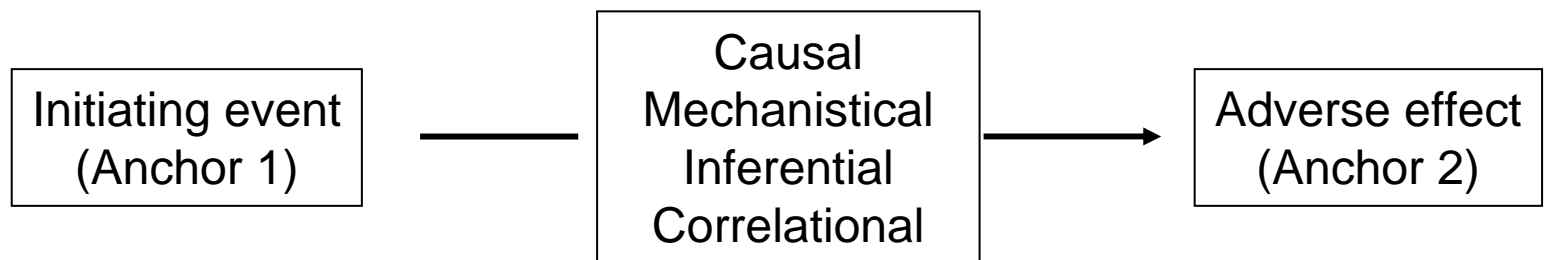 Initiating event
(Anchor 1)
Causal
Mechanistical
Inferential
Correlational
Adverse effect
(Anchor 2)